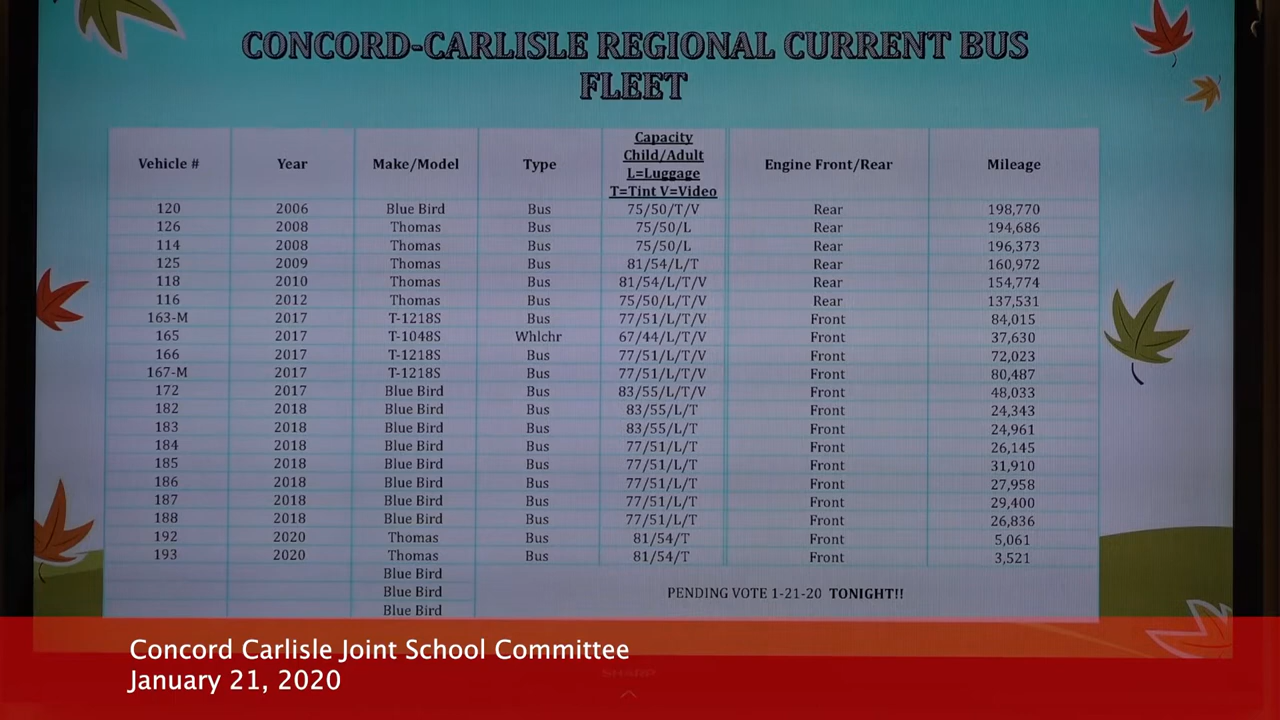 CONCORD-CARLISLE REGIONAL CURRENT BUS
FLEET
Vehicle # Year Make/Model Type Capacity Child/Adult L=Luggage T=Tint V=Video Engine Front/Rear Mileage
120 2006 Blue Bird Bus 75/50/T/V Rear 198,770
126 2008 Thomas Bus 75/50/L Rear 194,686
114 2008 Thomas Bus 75/50/L Rear 196,373
125 2009 Thomas Bus 81/54/L/T Rear 160,972
118 2010 Thomas Bus 81/54/L/T/V Rear 154,774
116 2012 Thomas Bus 75/50/L/T/V Rear 137,531
163-M 2017 T-1218S Bus 77/51/L/T/V Front 84,015
165 2017 T-1048S Whlchr 67/44/L/T/V Front 37,630
166 2017 T-1218S Bus 77/51/L/T/V Front 72,023
167-M 2017 T-1218S Bus 77/51/L/T/V Front 80,487
172 2017 Blue Bird Bus 83/55/L/T/V Front 48,033
182 2018 Blue Bird Bus 83/55/L/T Front 24,343
183 2018 Blue Bird Bus 83/55/L/T Front 24,961
184 2018 Blue Bird Bus 77/51/L/T Front 26,145
185 2018 Blue Bird Bus 77/51/L/T Front 31,910
186 2018 Blue Bird Bus 77/51/L/T Front 27,958
187 2018 Blue Bird Bus 77/51/L/T Front 29,400
188 2018 Blue Bird Bus 77/51/L/T Front 26,836
192 2020 Thomas Bus 81/54/T Front 5,061
193 2020 Thomas Bus 81/54/T Front 3,521
Blue Bird
Blue Bird PENDING VOTE 1-21-20 TONIGHT!!
Blue Bird
Concord Carlisle Joint School Committee
January 21, 2020
SHARP